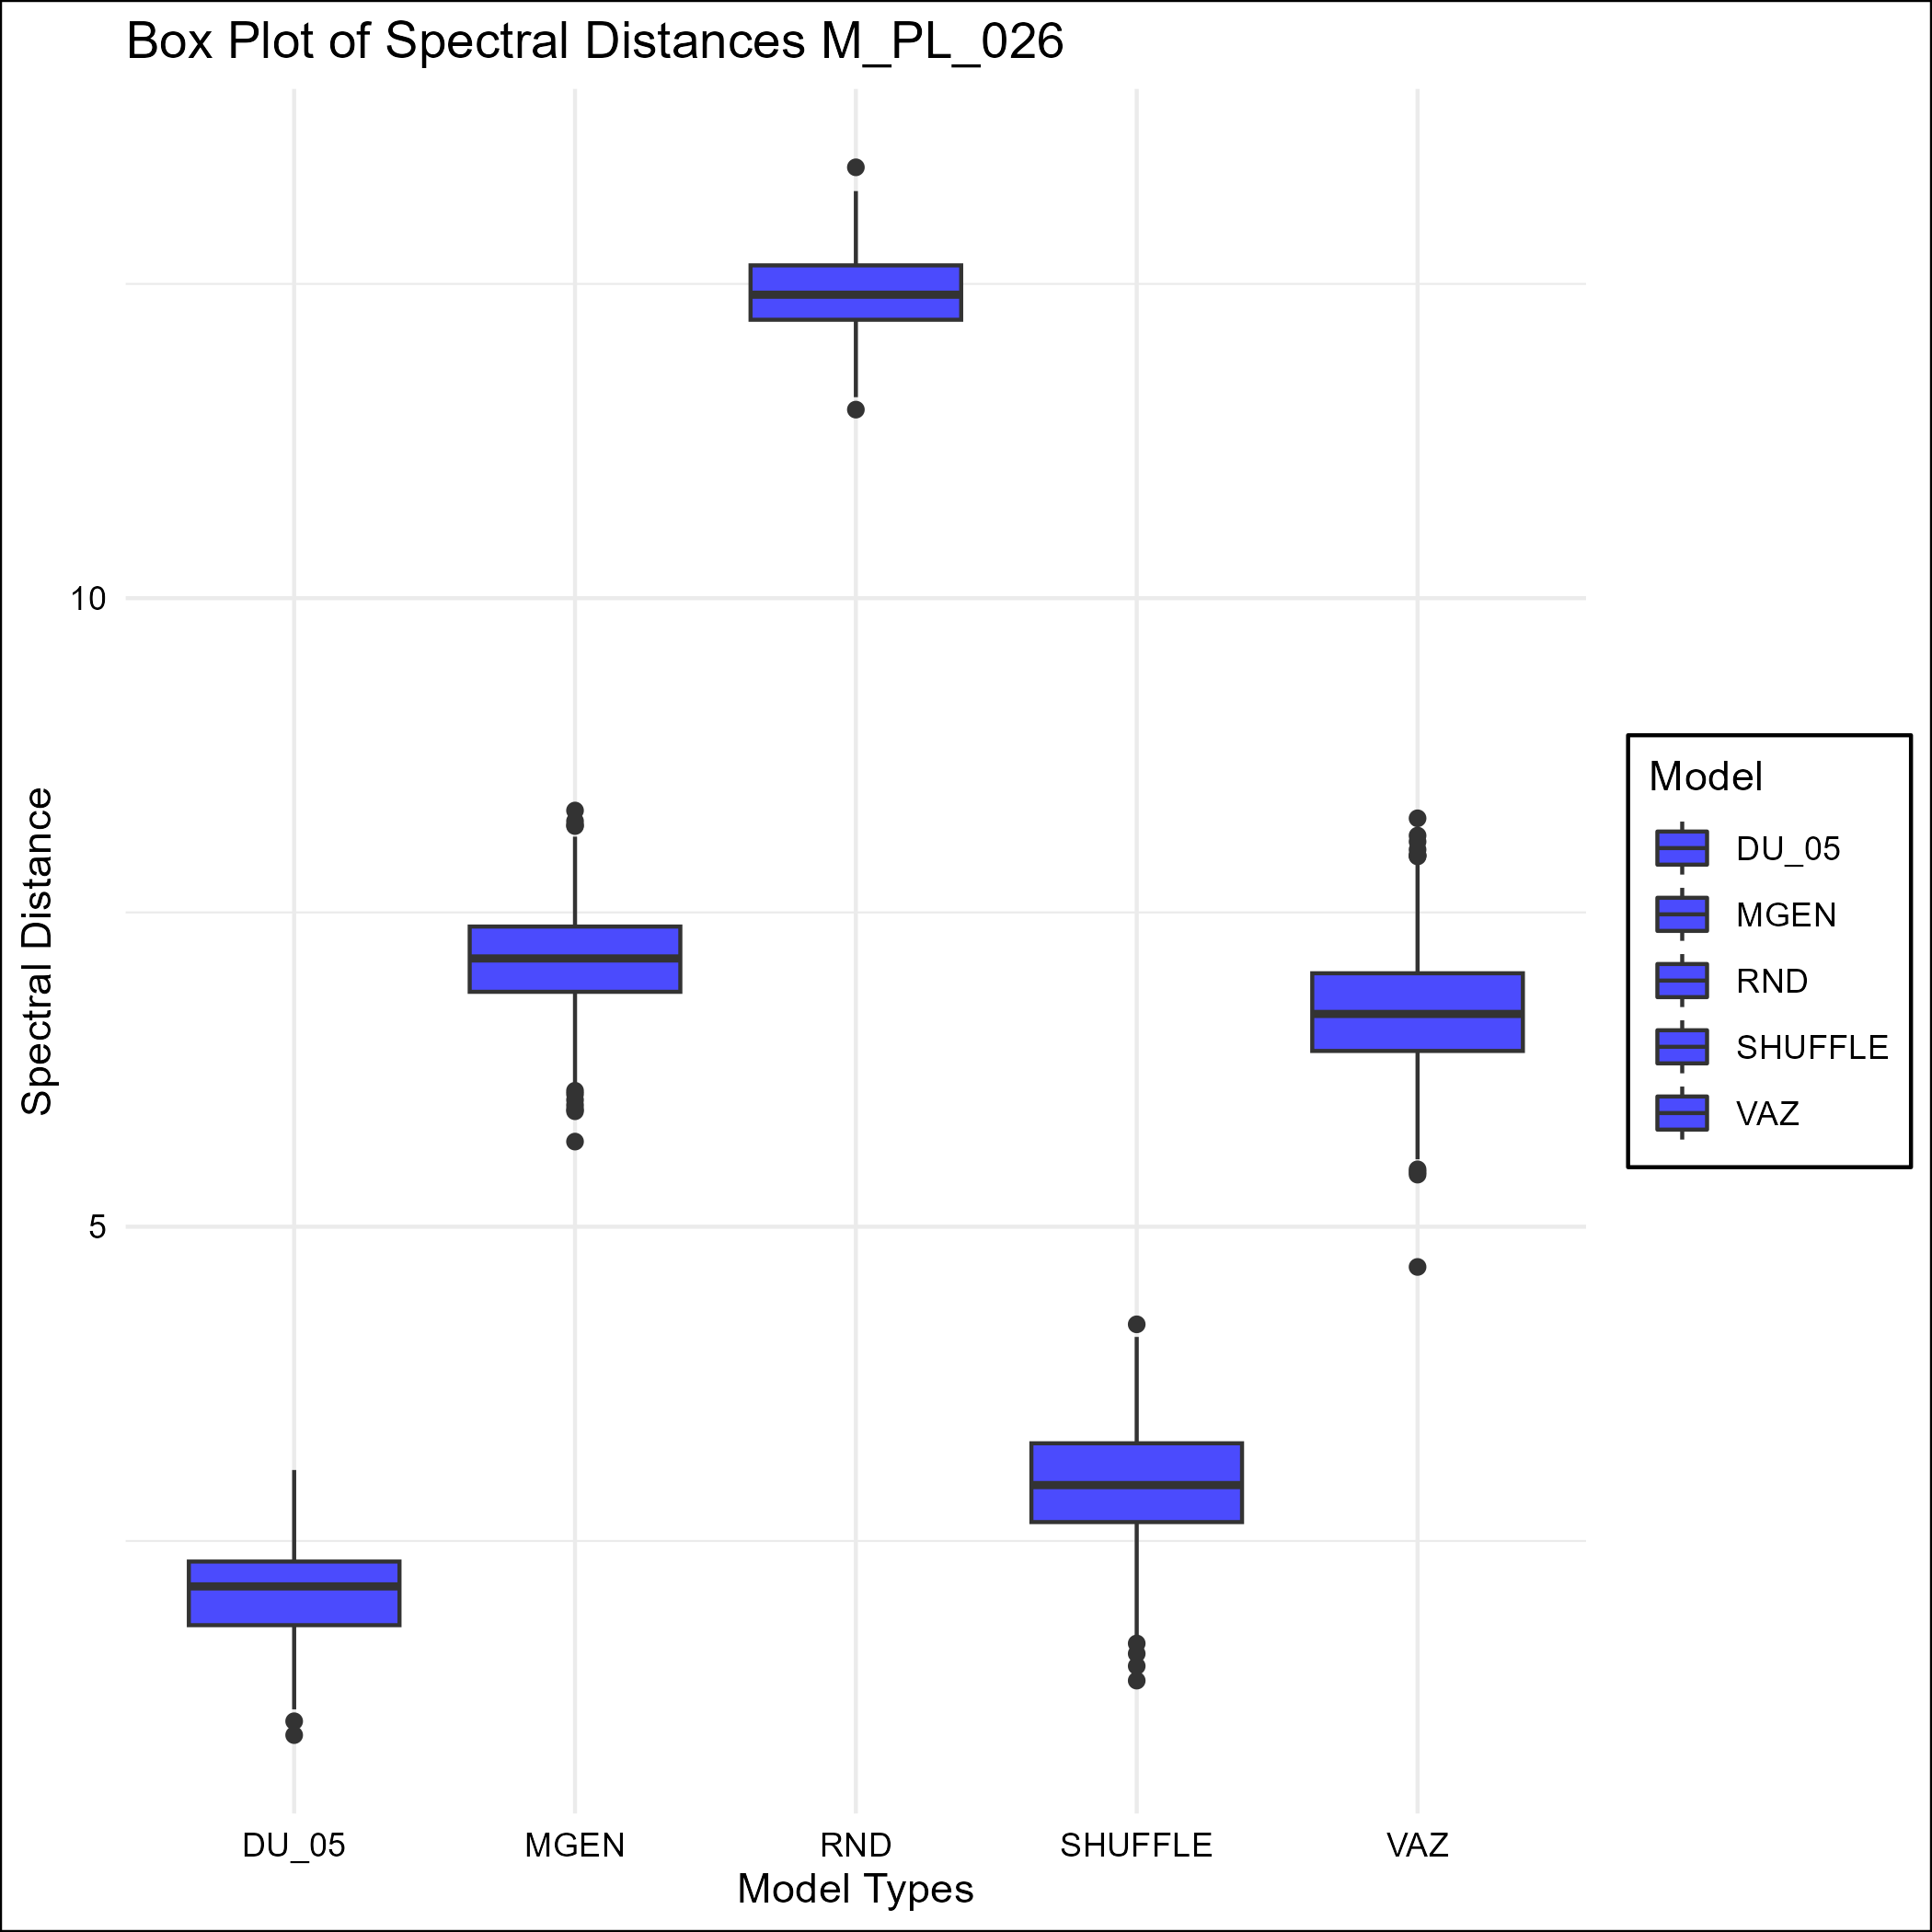 Box Plot of Spectral Distances M_PL_026
10
5
Spectral Distance
DU_05 MGEN RND SHUFFLE VAZ
Model Types
Model
DU_05
MGEN
RND
SHUFFLE
VAZ